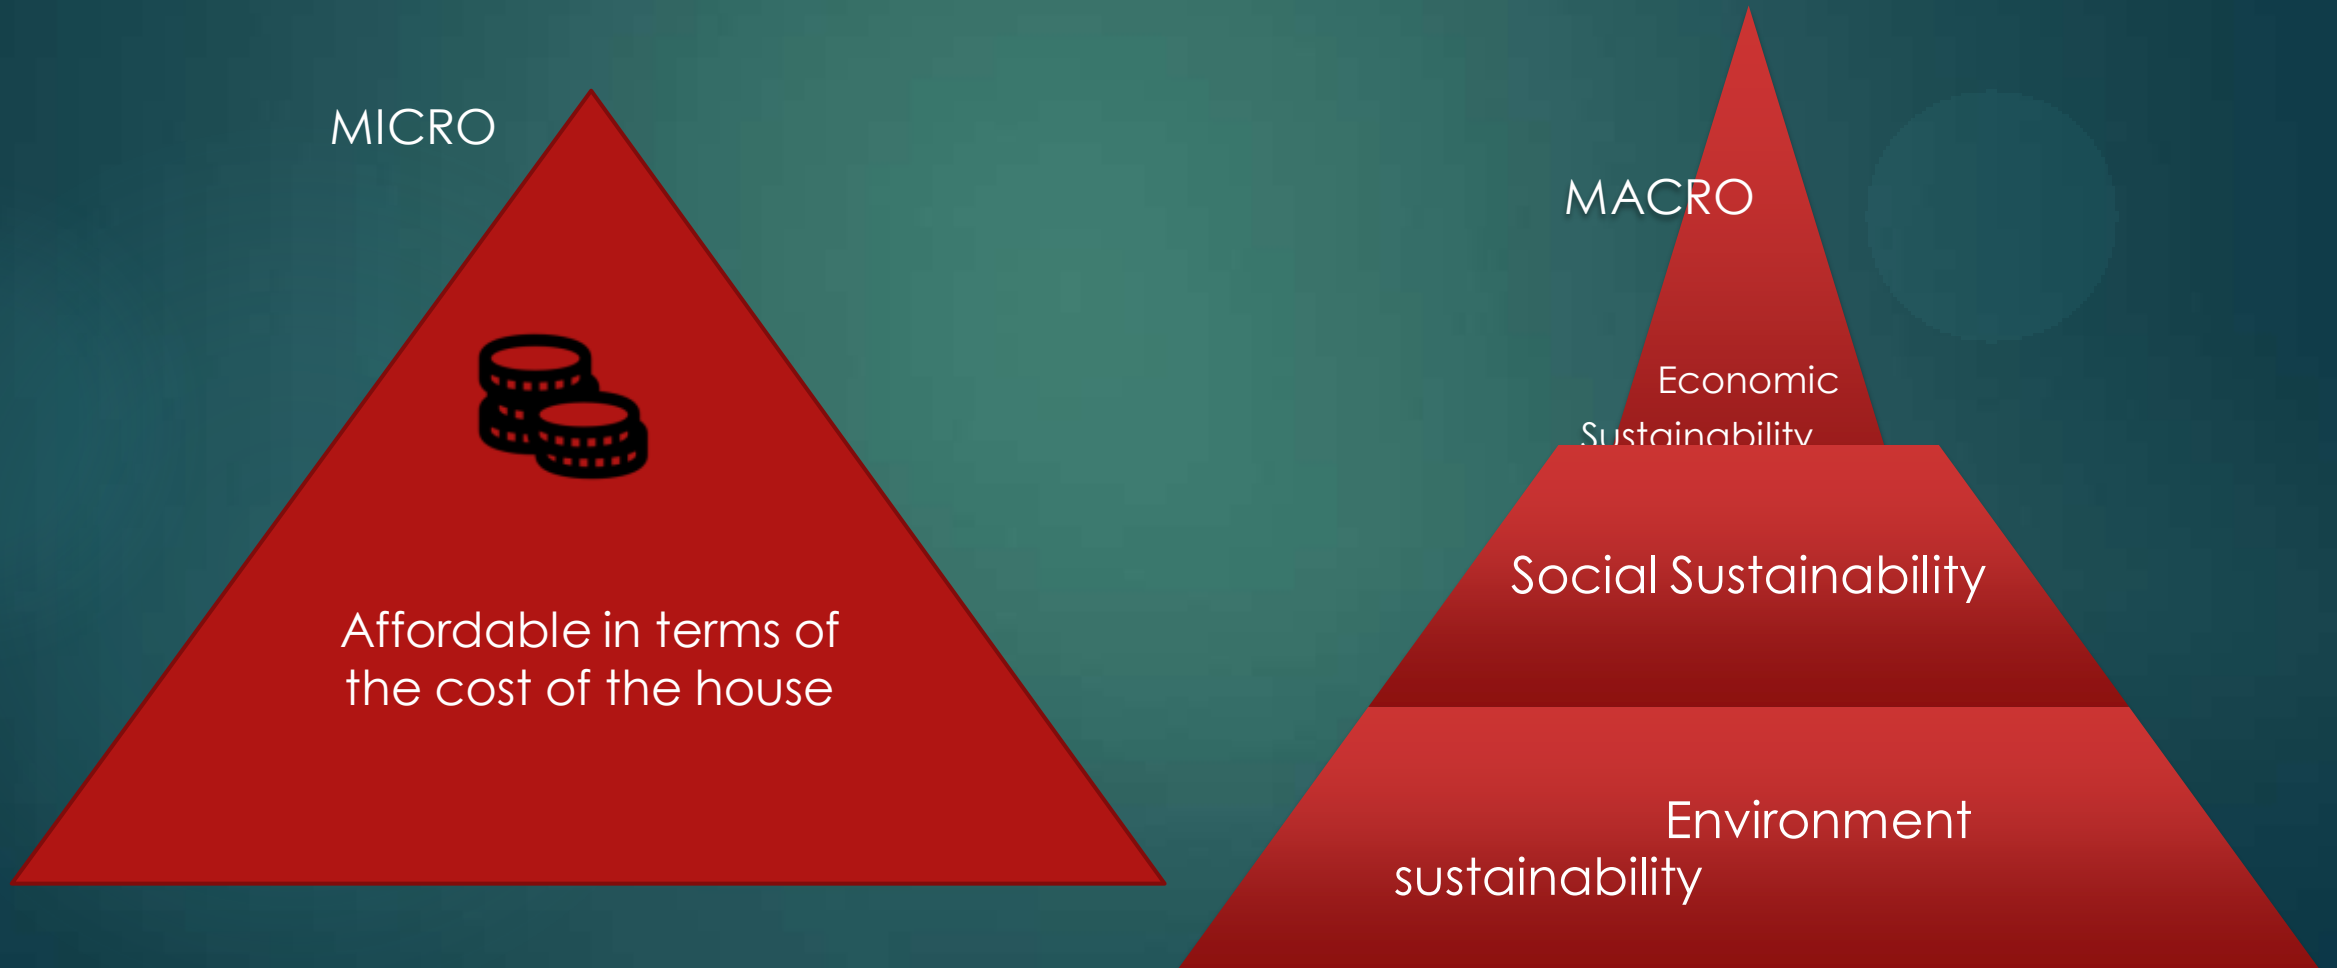 MICRO
Affordable in terms of
the cost of the house
MACRO
Economic
Sustainability
Social Sustainability
Environment
sustainability